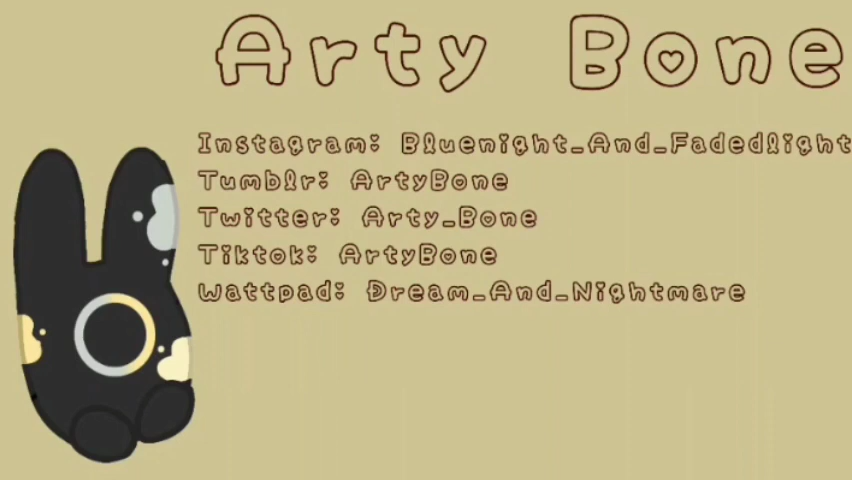 Arty Bone
Instagram: Bluenight_And_Fadedlight
Tumblr: ArtyBone
Twitter: Arty_Bone
Tiktok: ArtyBone
Wattpad: Dream_And_Nightmare